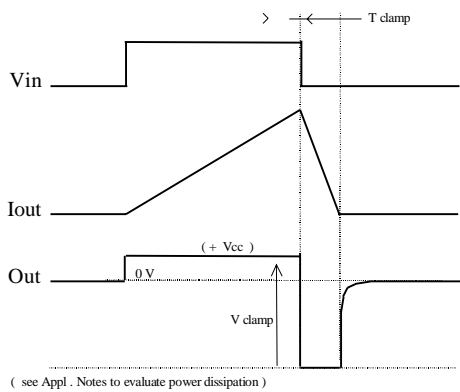 T clamp
Vin
Iout
( + Vcc )
Out
0 V
V clamp
( see Appl . Notes to evaluate power dissipation )